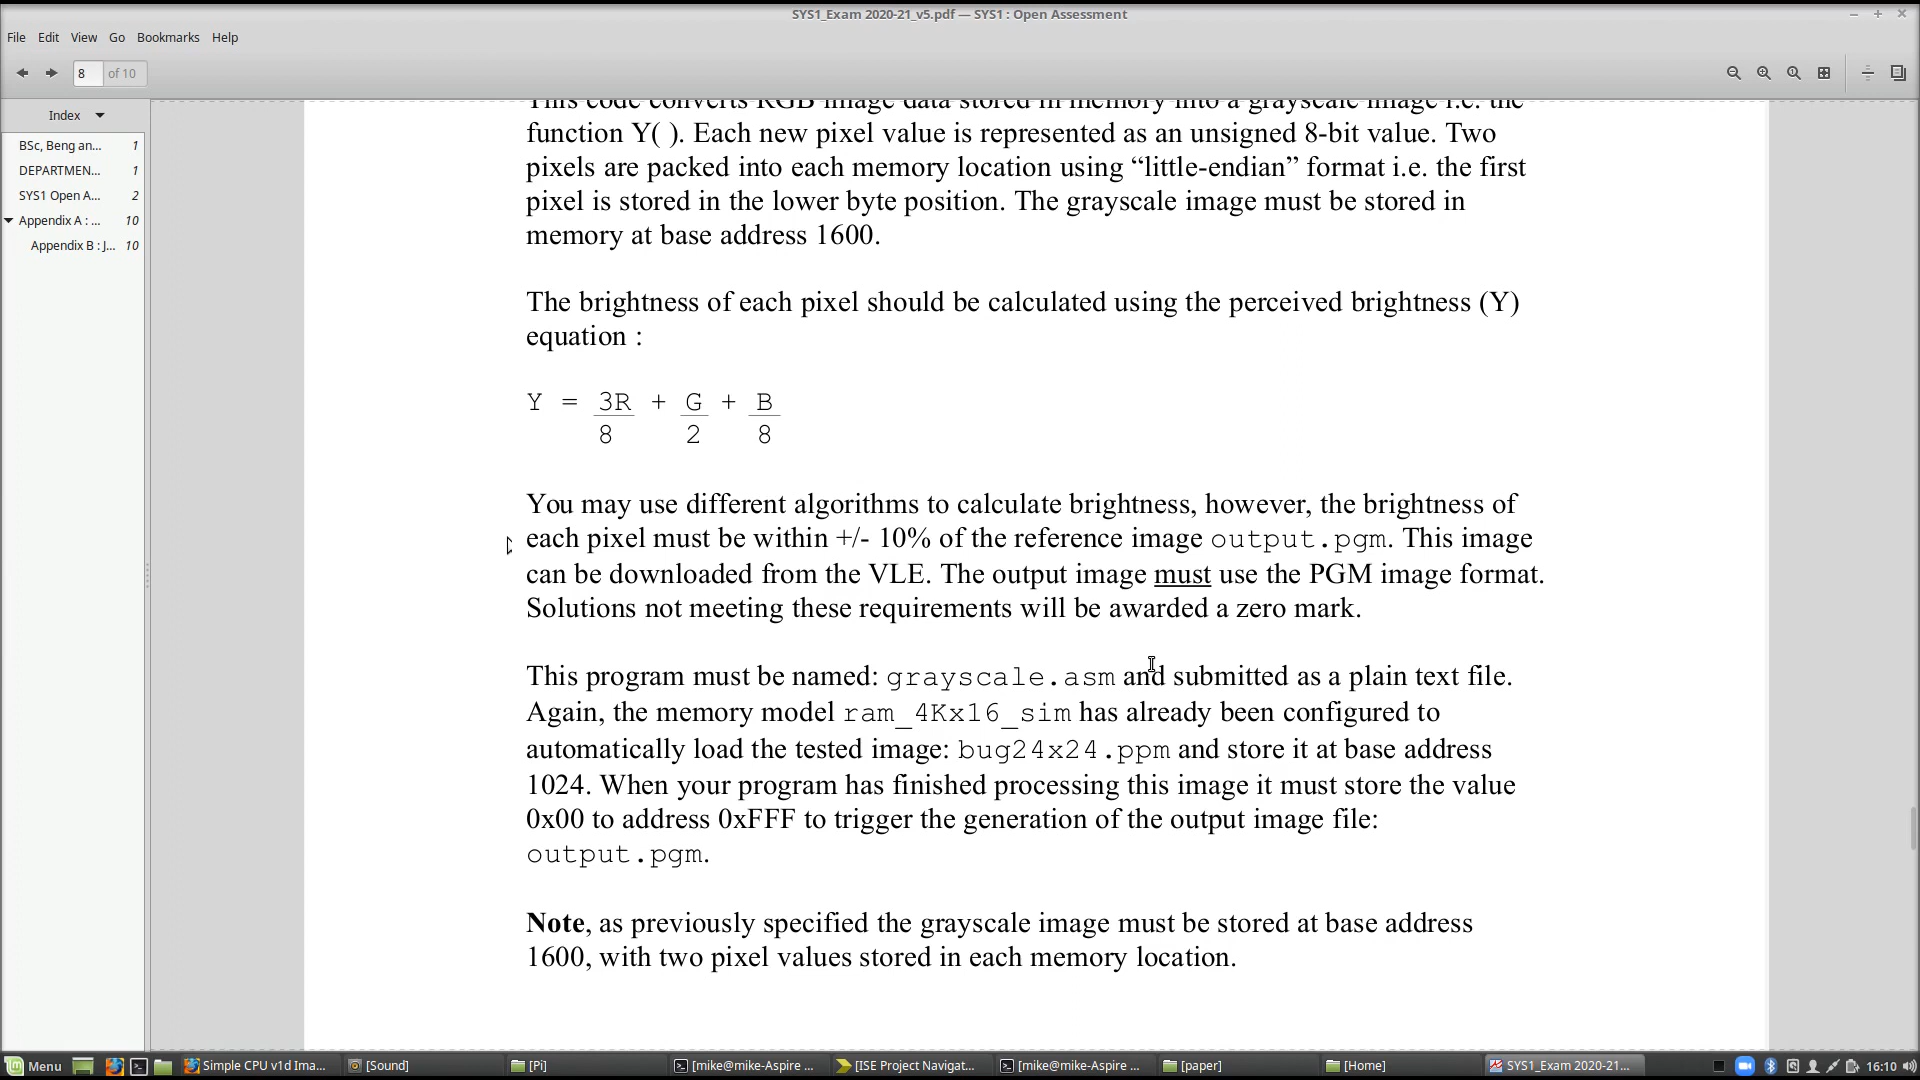 SYS1_Exam 2020-21_v5.pdf — SYS1 : Open Assessment
File Edit View Go Bookmarks Help
8 of 10
Index
BSc, Beng an... 1
DEPARTMEN... 1
SYS1 Open A... 2
Appendix A : ... 10
Appendix B : J... 10
This code converts RGB image data stored in memory into a grayscale image i.e. the
function Y( ). Each new pixel value is represented as an unsigned 8-bit value. Two
pixels are packed into each memory location using “little-endian” format i.e. the first
pixel is stored in the lower byte position. The grayscale image must be stored in
memory at base address 1600.
The brightness of each pixel should be calculated using the perceived brightness (Y)
equation :
Y = 3R + G + B
8 2 8
You may use different algorithms to calculate brightness, however, the brightness of
each pixel must be within +/- 10% of the reference image output.pgm. This image
can be downloaded from the VLE. The output image must use the PGM image format.
Solutions not meeting these requirements will be awarded a zero mark.
This program must be named: grayscale.asm and submitted as a plain text file.
Again, the memory model ram_4Kx16_sim has already been configured to
automatically load the tested image: bug24x24.ppm and store it at base address
1024. When your program has finished processing this image it must store the value
0x00 to address 0xFFF to trigger the generation of the output image file:
output.pgm.
Note, as previously specified the grayscale image must be stored at base address
1600, with two pixel values stored in each memory location.
Menu Simple CPU v1d Ima... [Sound] [Pi] [mike@mike-Aspire ... [ISE Project Navigat... [mike@mike-Aspire ... [paper] [Home] SYS1_Exam 2020-21... 16:10